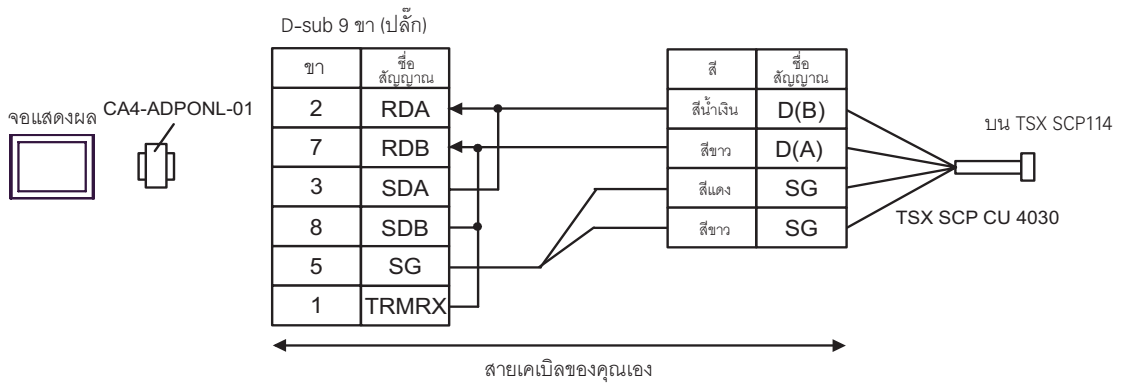 D-sub 9 ขา (ปลั๊ก)
จอแสดงผล
CA4-ADPONL-01
ขา ชื่อสัญญาณ
2 RDA
7 RDB
3 SDA
8 SDB
5 SG
1 TRMRX
สี ชื่อสัญญาณ
สีน้ำเงิน D(B)
สีขาว D(A)
สีแดง SG
สีขาว SG
บน TSX SCP114
TSX SCP CU 4030
สายเคเบิลของคุณเอง